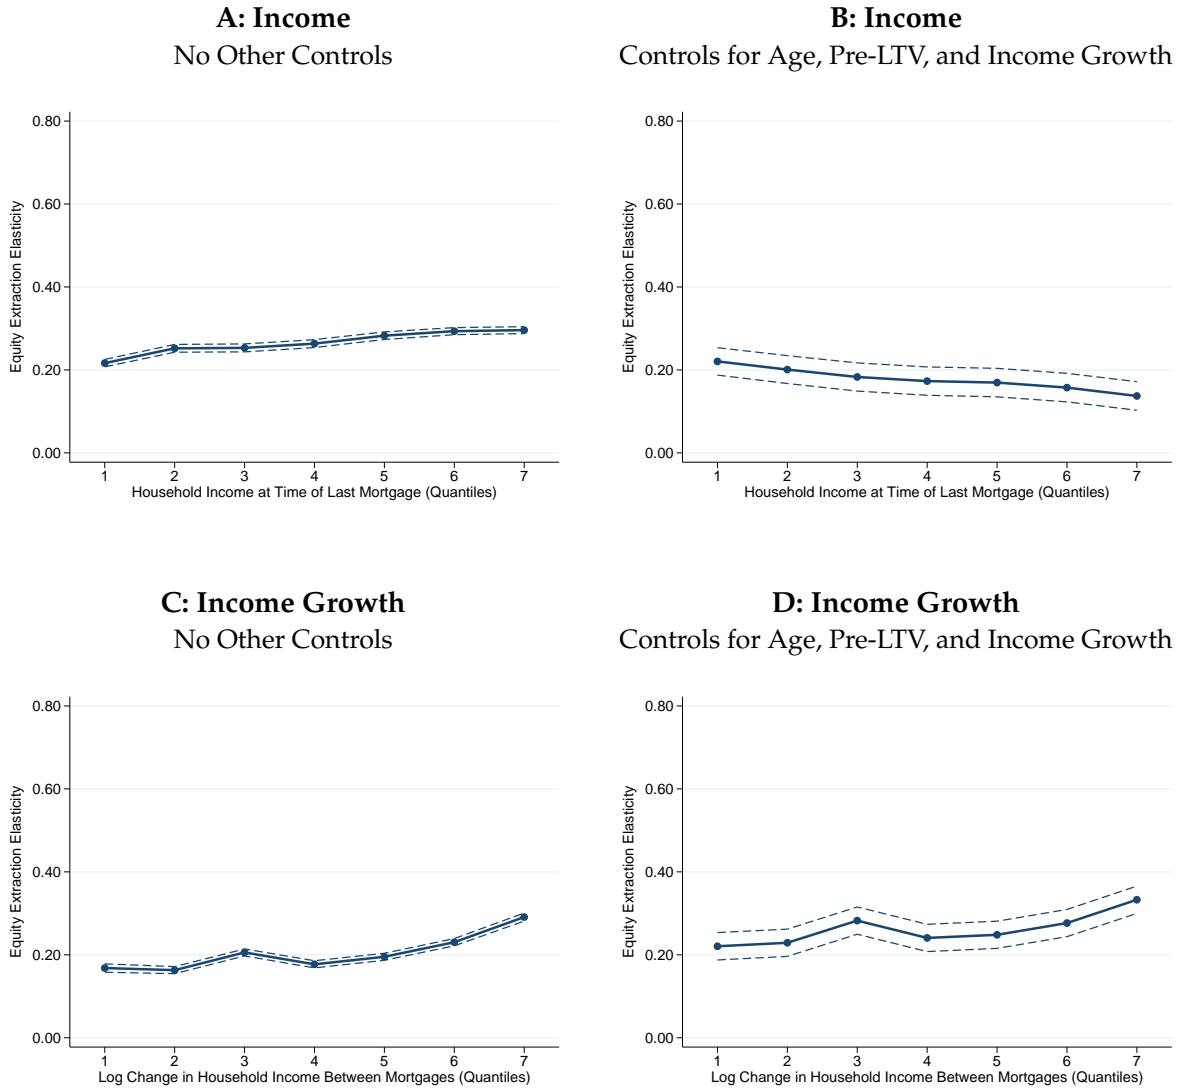 A: Income
No Other Controls
0.80
0.60
0.40
0.20
0.00
Equity Extraction Elasticity
1 2 3 4 5 6 7
Household Income at Time of Last Mortgage (Quantiles)
B: Income
Controls for Age, Pre-LTV, and Income Growth
0.80
0.60
0.40
0.20
0.00
Equity Extraction Elasticity
1 2 3 4 5 6 7
Household Income at Time of Last Mortgage (Quantiles)
C: Income Growth
No Other Controls
0.80
0.60
0.40
0.20
0.00
Equity Extraction Elasticity
1 2 3 4 5 6 7
Log Change in Household Income Between Mortgages (Quantiles)
D: Income Growth
Controls for Age, Pre-LTV, and Income Growth
0.80
0.60
0.40
0.20
0.00
Equity Extraction Elasticity
1 2 3 4 5 6 7
Log Change in Household Income Between Mortgages (Quantiles)